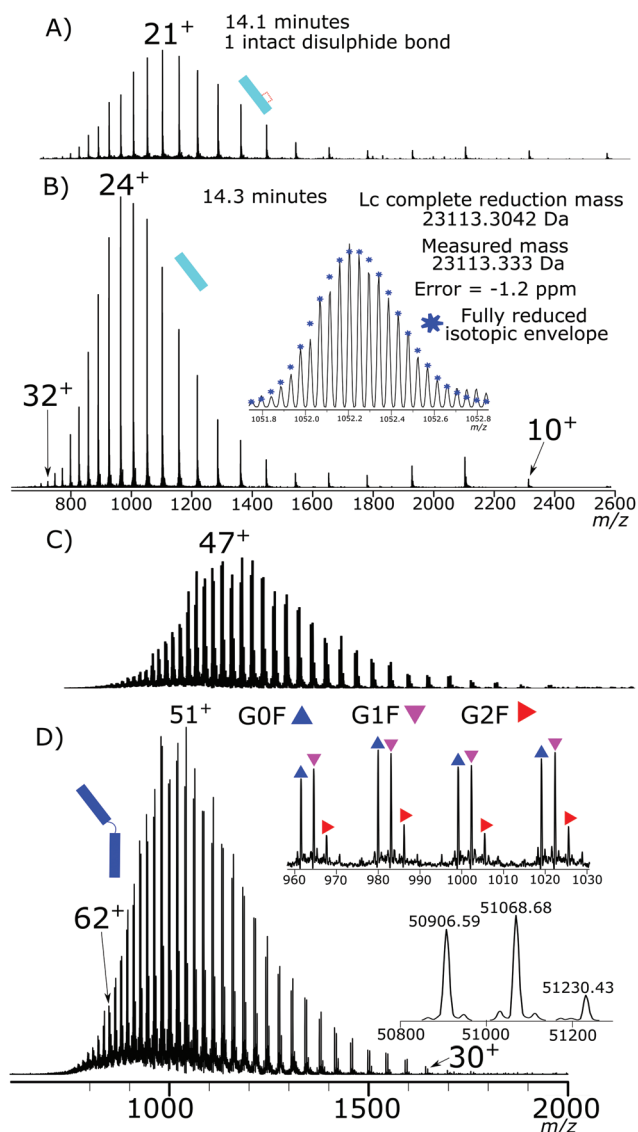 A)
14.1 minutes
21+
1 intact disulphide bond
B)
24+
14.3 minutes
Lc complete reduction mass
23113.3042 Da
Measured mass
23113.333 Da
Error = -1.2 ppm
Fully reduced
isotopic envelope
32+
10+
1051.8 1052.0 1052.2 1052.4 1052.6 1052.8
m/z
800 1000 1200 1400 1600 1800 2000 2200 2400 2600
m/z
C)
47+
51+
G0F G1F G2F
D)
62+
960 970 980 990 1000 1010 1020 1030
50906.59
51068.68
51230.43
50800 51000 51200
30+
1000 1500 2000
m/z